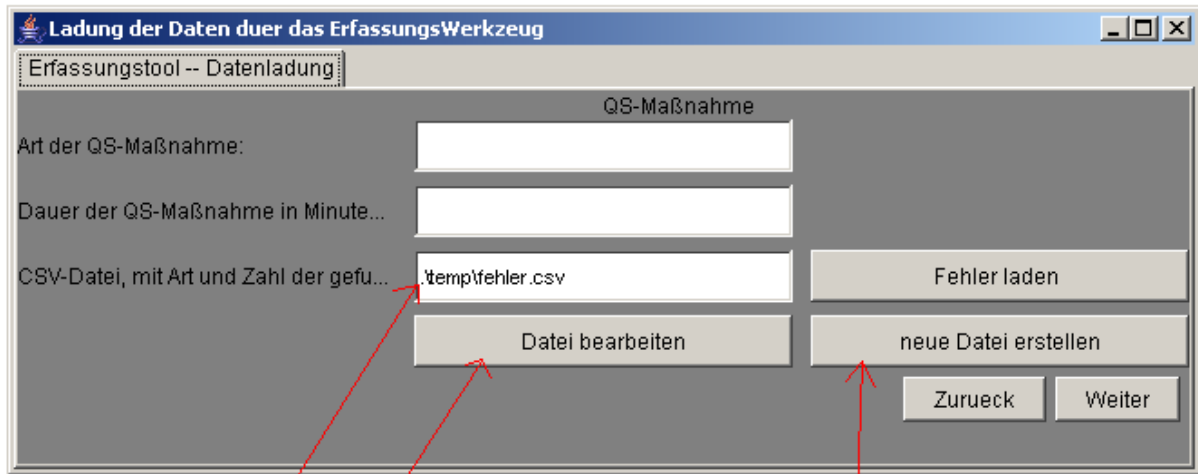 Ladung der Daten duer das ErfassungsWerkzeug
Erfassungstool -- Datenladung
QS-Maßnahme
Art der QS-Maßnahme:
Dauer der QS-Maßnahme in Minute...
CSV-Datei, mit Art und Zahl der gefu... .\temp\fehler.csv Fehler laden
Datei bearbeiten neue Datei erstellen
Zurueck Weiter